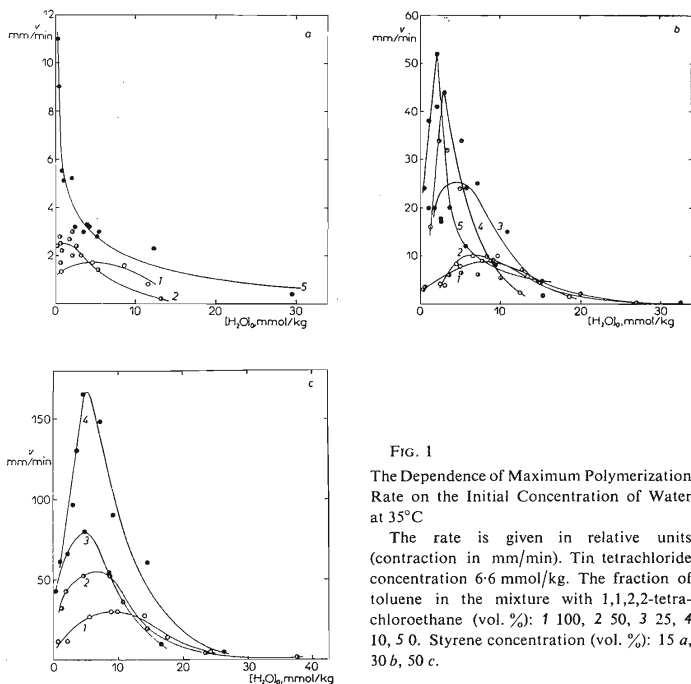 12
a
v
mm/min
10
8
6
4
2
1
2
5
0
10
20
30
[H₂O]₀, mmol/kg
60
b
v
mm/min
40
20
3
5
4
2
1
0
10
20
30
[H₂O]₀, mmol/kg
c
150
v
mm/min
100
50
4
3
2
1
0
10
20
30
40
[H₂O]₀, mmol/kg
FIG. 1
The Dependence of Maximum Polymerization
Rate on the Initial Concentration of Water
at 35°C
The rate is given in relative units
(contraction in mm/min). Tin tetrachloride
concentration 6·6 mmol/kg. The fraction of
toluene in the mixture with 1,1,2,2-tetra-
chloroethane (vol. %): 1 100, 2 50, 3 25, 4
10, 5 0. Styrene concentration (vol. %): 15 a,
30 b, 50 c.